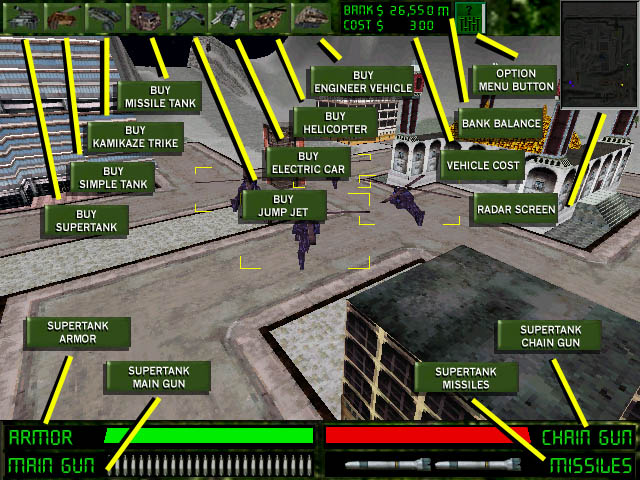 BANK $ 26,550 m
COST $ 300
?
BUY
MISSILE TANK
BUY
KAMIKAZE TRIKE
BUY
SIMPLE TANK
BUY
SUPERTANK
BUY
ENGINEER VEHICLE
BUY
HELICOPTER
BUY
ELECTRIC CAR
BUY
JUMP JET
OPTION
MENU BUTTON
BANK BALANCE
VEHICLE COST
RADAR SCREEN
SUPERTANK
ARMOR
SUPERTANK
MAIN GUN
SUPERTANK
CHAIN GUN
SUPERTANK
MISSILES
ARMOR
CHAIN GUN
MAIN GUN
MISSILES